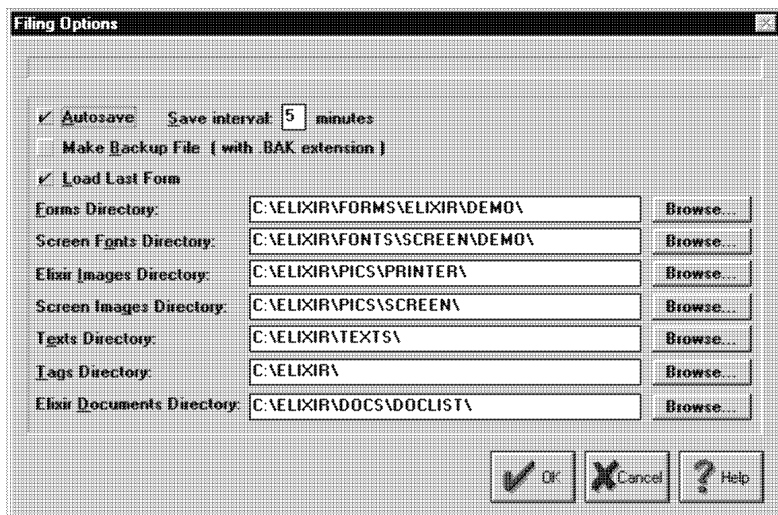 Filing Options
Autosave Save interval: 5 minutes
Make Backup File ( with .BAK extension )
Load Last Form
Forms Directory: C:\ELIXIR\FORMS\ELIXIR\DEMO\ Browse...
Screen Fonts Directory: C:\ELIXIR\FONTS\SCREEN\DEMO\ Browse...
Elixir Images Directory: C:\ELIXIR\PICS\PRINTER\ Browse...
Screen Images Directory: C:\ELIXIR\PICS\SCREEN\ Browse...
Texts Directory: C:\ELIXIR\TEXTS\ Browse...
Tags Directory: C:\ELIXIR\ Browse...
Elixir Documents Directory: C:\ELIXIR\DOCS\DOCLIST\ Browse...
OK Cancel Help